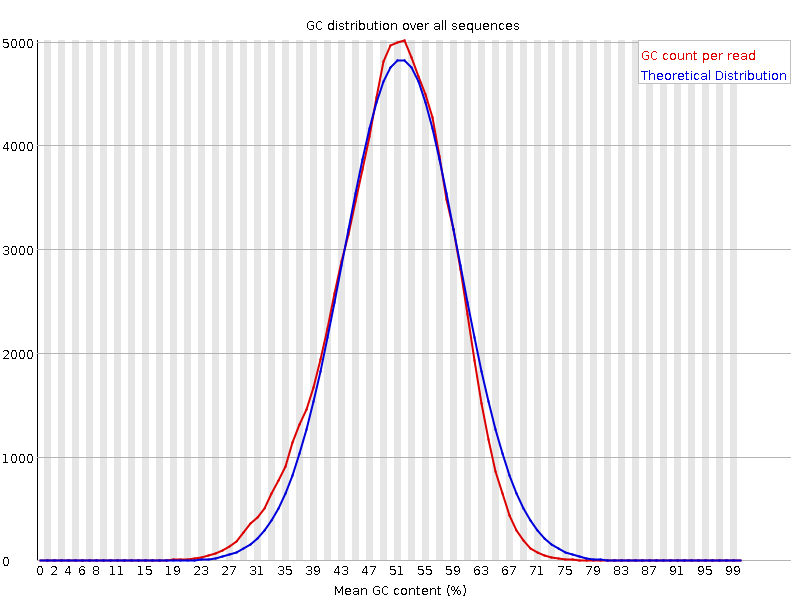 GC distribution over all sequences
GC count per read
Theoretical Distribution
5000
4000
3000
2000
1000
0
0 2 4 6 8 11 15 19 23 27 31 35 39 43 47 51 55 59 63 67 71 75 79 83 87 91 95 99
Mean GC content (%)